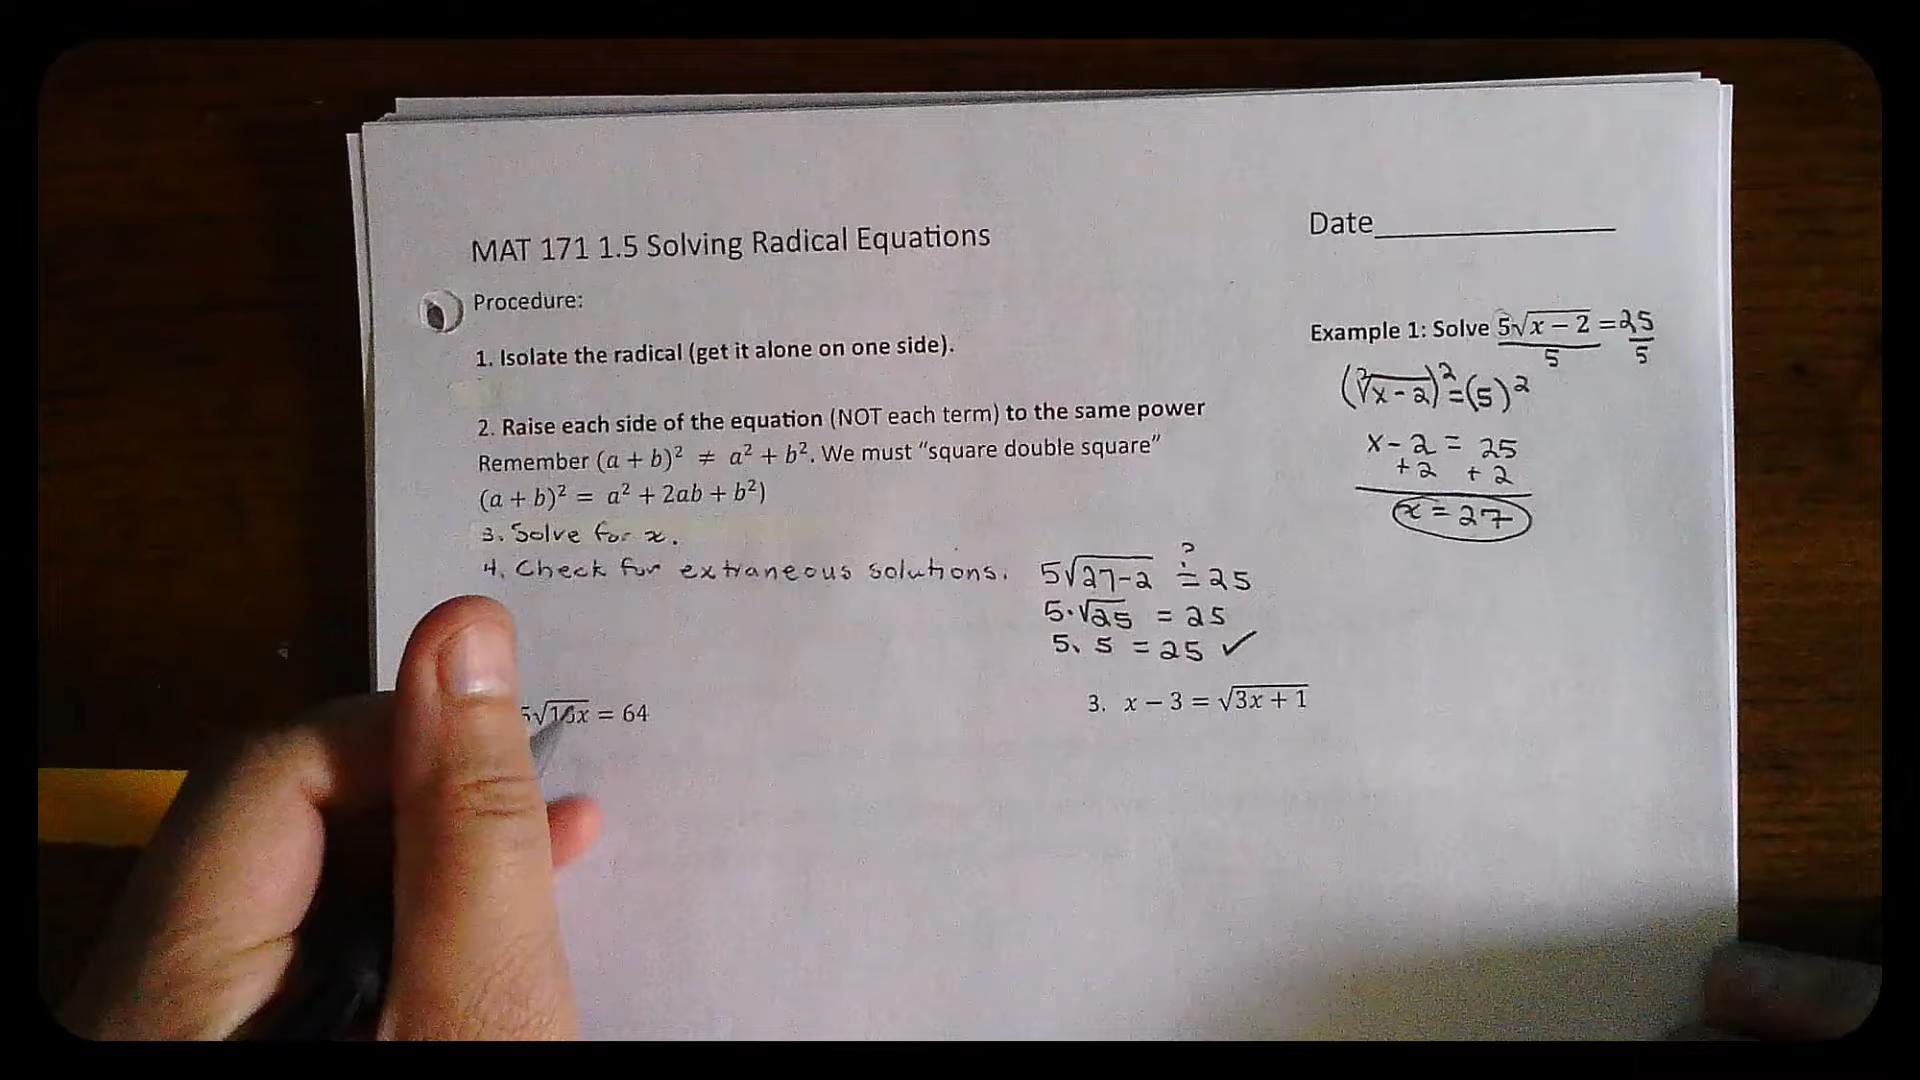 MAT 171 1.5 Solving Radical Equations
Date______________
Procedure:
1. Isolate the radical (get it alone on one side).
2. Raise each side of the equation (NOT each term) to the same power
Remember (a + b)² ≠ a² + b². We must “square double square”
(a + b)² = a² + 2ab + b²)
3. Solve for x.
4. Check for extraneous solutions.
Example 1: Solve 5√(x − 2) = 25
5 5
(²√(x - 2))² = (5)²
x - 2 = 25
+2 +2
x = 27
5√(27-2) ≟ 25
5·√25 = 25
5. 5 = 25 ✓
= 64
3. x − 3 = √(3x + 1)